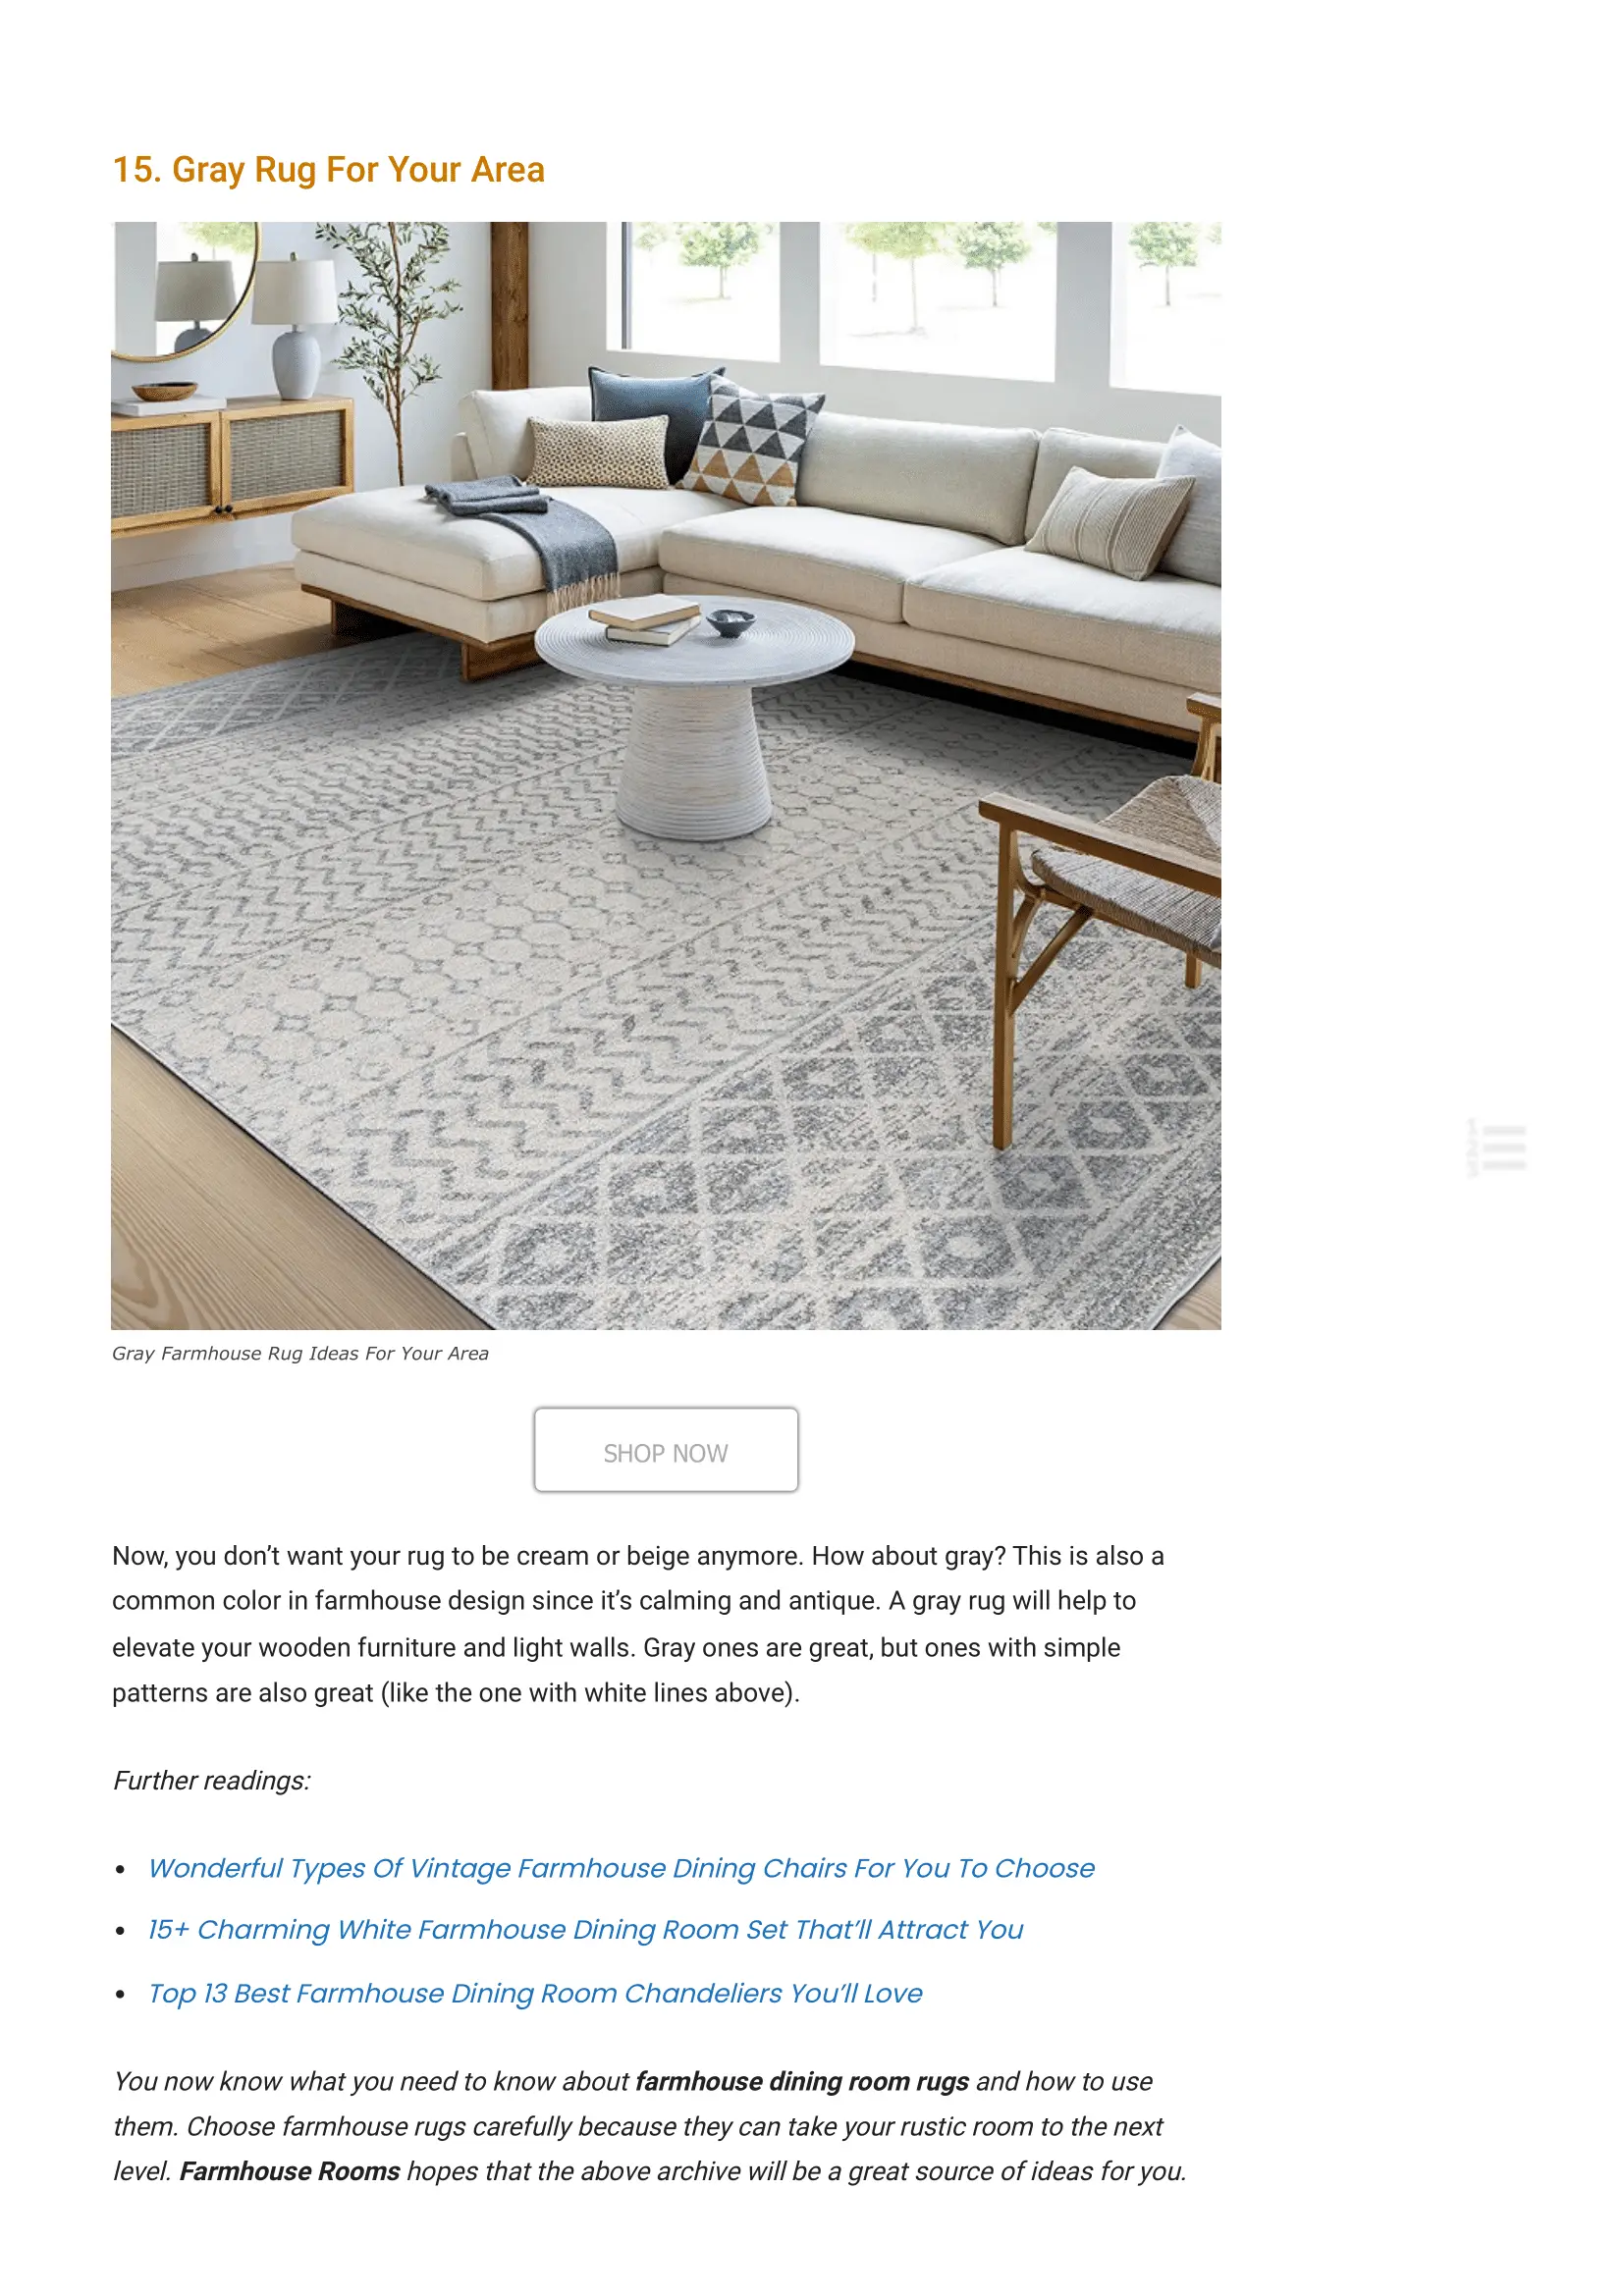 15. Gray Rug For Your Area
Gray Farmhouse Rug Ideas For Your Area
SHOP NOW
Now, you don’t want your rug to be cream or beige anymore. How about gray? This is also a
common color in farmhouse design since it’s calming and antique. A gray rug will help to
elevate your wooden furniture and light walls. Gray ones are great, but ones with simple
patterns are also great (like the one with white lines above).
Further readings:
• Wonderful Types Of Vintage Farmhouse Dining Chairs For You To Choose
• 15+ Charming White Farmhouse Dining Room Set That’ll Attract You
• Top 13 Best Farmhouse Dining Room Chandeliers You’ll Love
You now know what you need to know about farmhouse dining room rugs and how to use
them. Choose farmhouse rugs carefully because they can take your rustic room to the next
level. Farmhouse Rooms hopes that the above archive will be a great source of ideas for you.